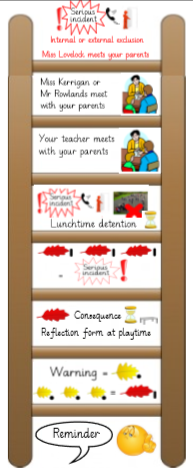 Serious
incident
!
or
Internal or external exclusion
Miss Lovelock meets your parents
Miss Kerrigan or
Mr Rowlands meet
with your parents
Your teacher meets
with your parents
Serious
incident
!
Lunchtime detention
= Serious
incident !
Consequence
Reflection form at playtime
Warning =
=
Reminder